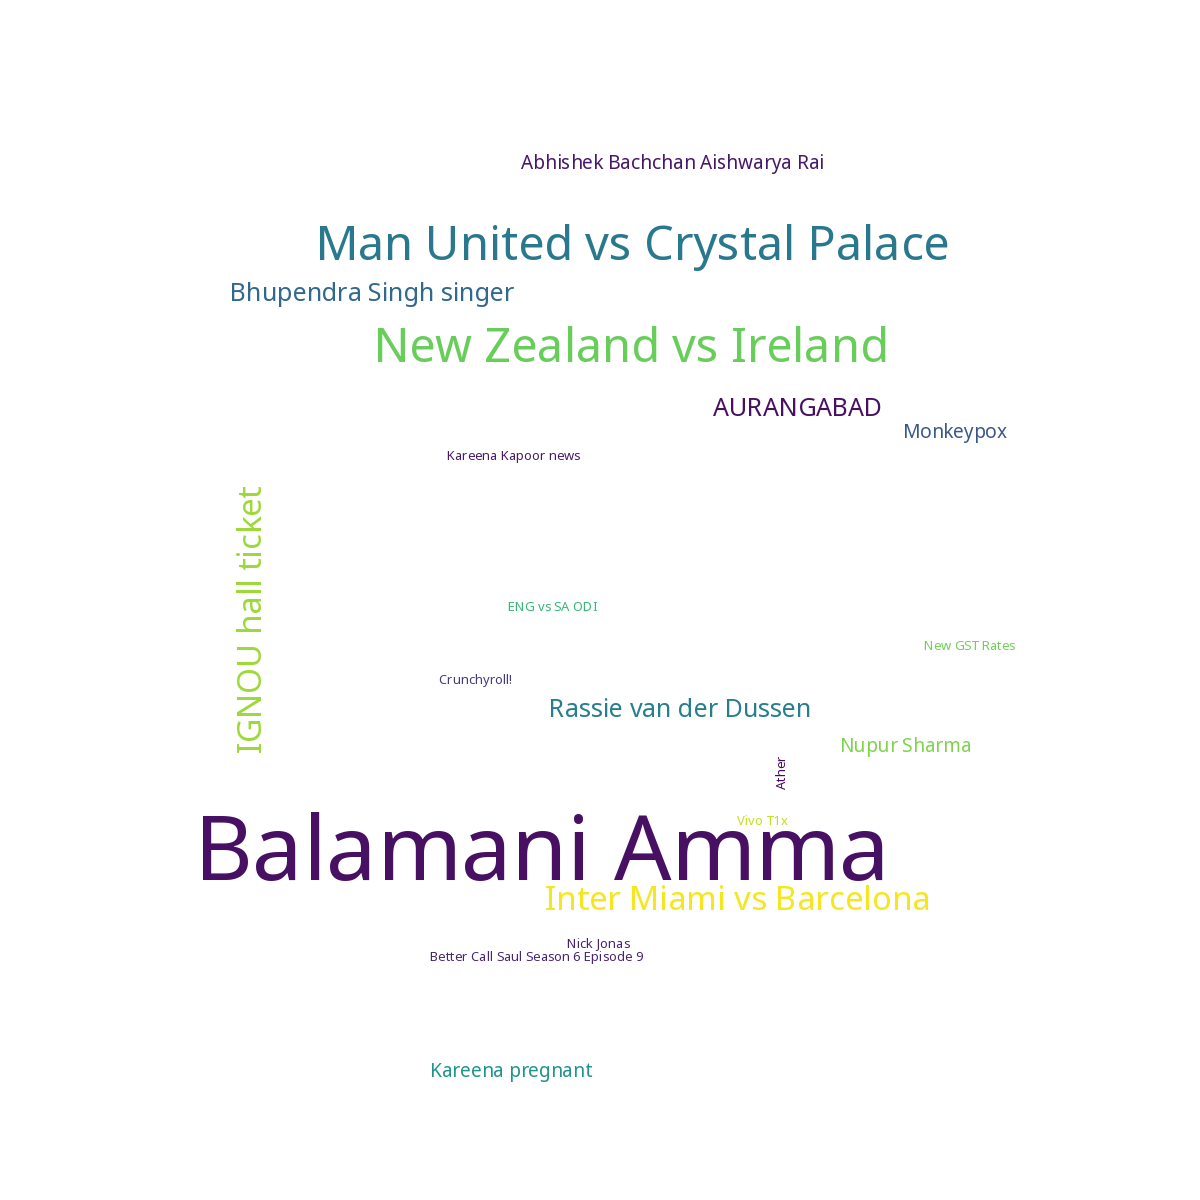 Abhishek Bachchan Aishwarya Rai
Man United vs Crystal Palace
Bhupendra Singh singer
New Zealand vs Ireland
AURANGABAD
Monkeypox
Kareena Kapoor news
IGNOU hall ticket
ENG vs SA ODI
New GST Rates
Crunchyroll!
Rassie van der Dussen
Nupur Sharma
Ather
Vivo T1x
Balamani Amma
Inter Miami vs Barcelona
Nick Jonas
Better Call Saul Season 6 Episode 9
Kareena pregnant